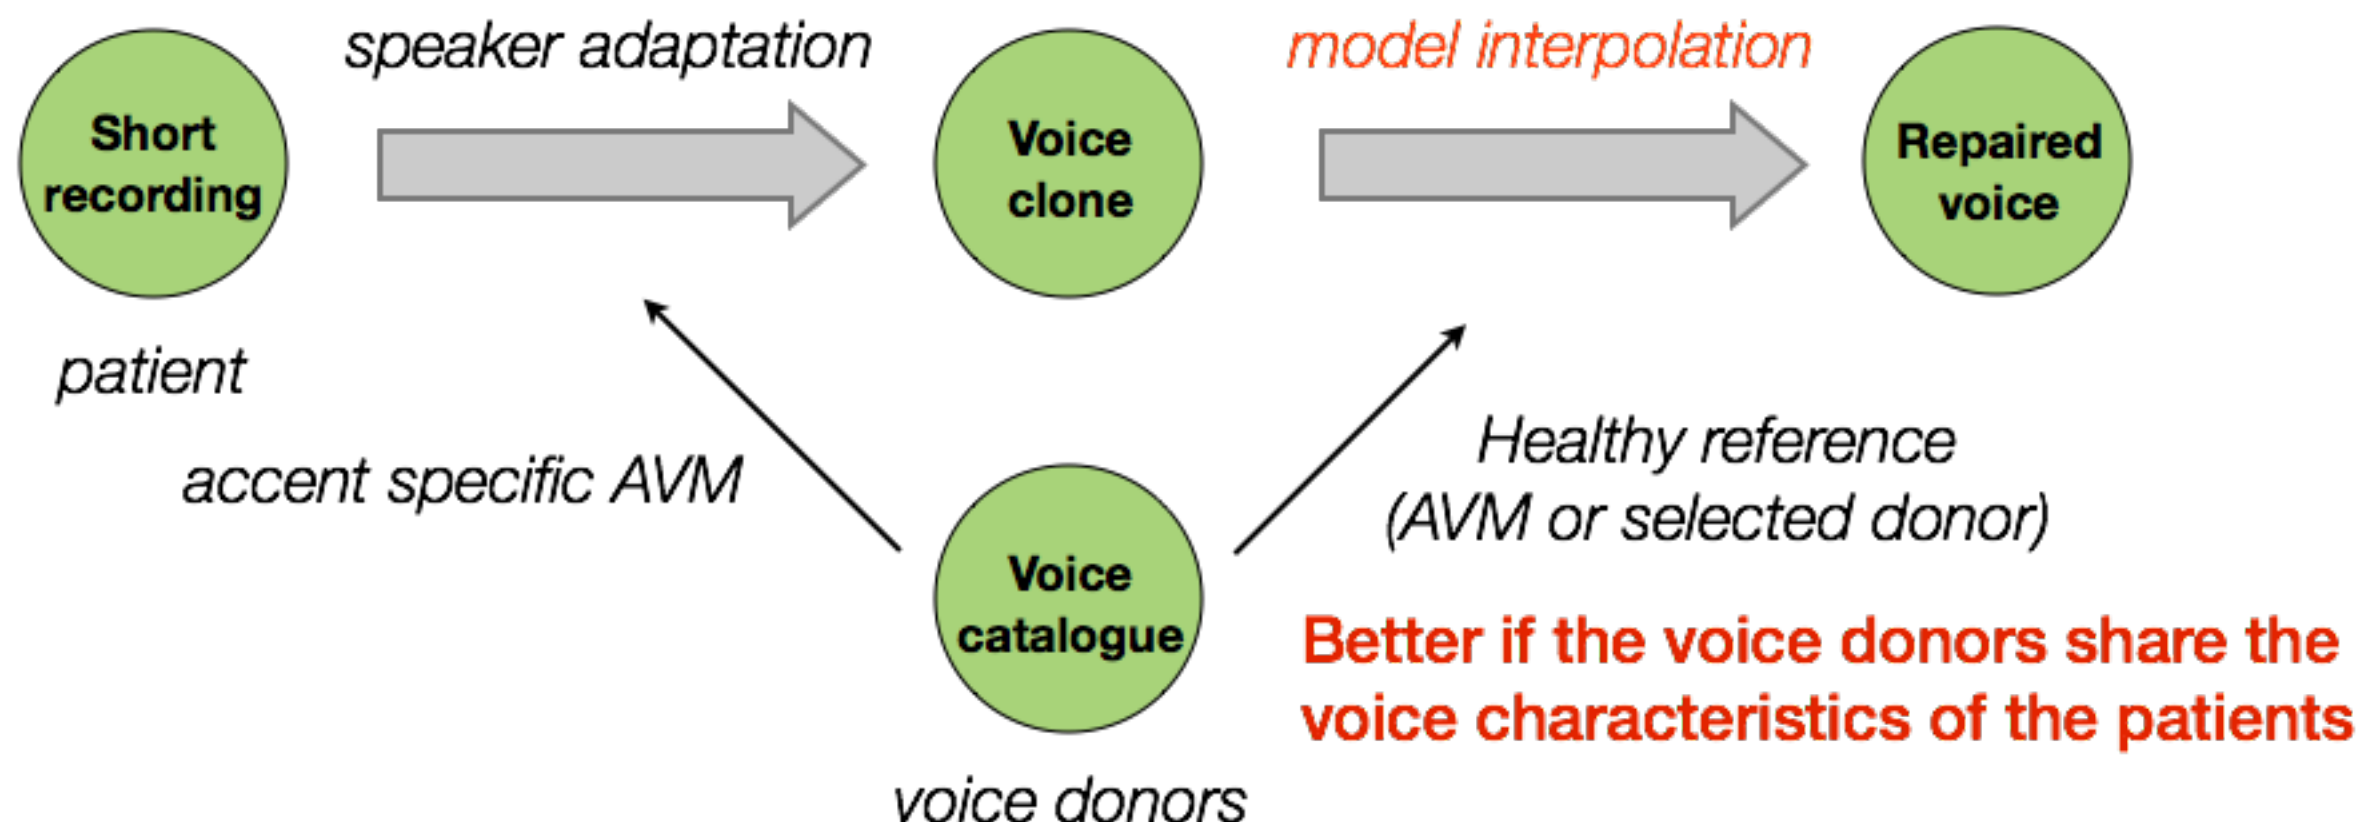 speaker adaptation
model interpolation
Short
recording
Voice
clone
Repaired
voice
patient
accent specific AVM
Healthy reference
(AVM or selected donor)
Voice
catalogue
Better if the voice donors share the
voice characteristics of the patients
voice donors